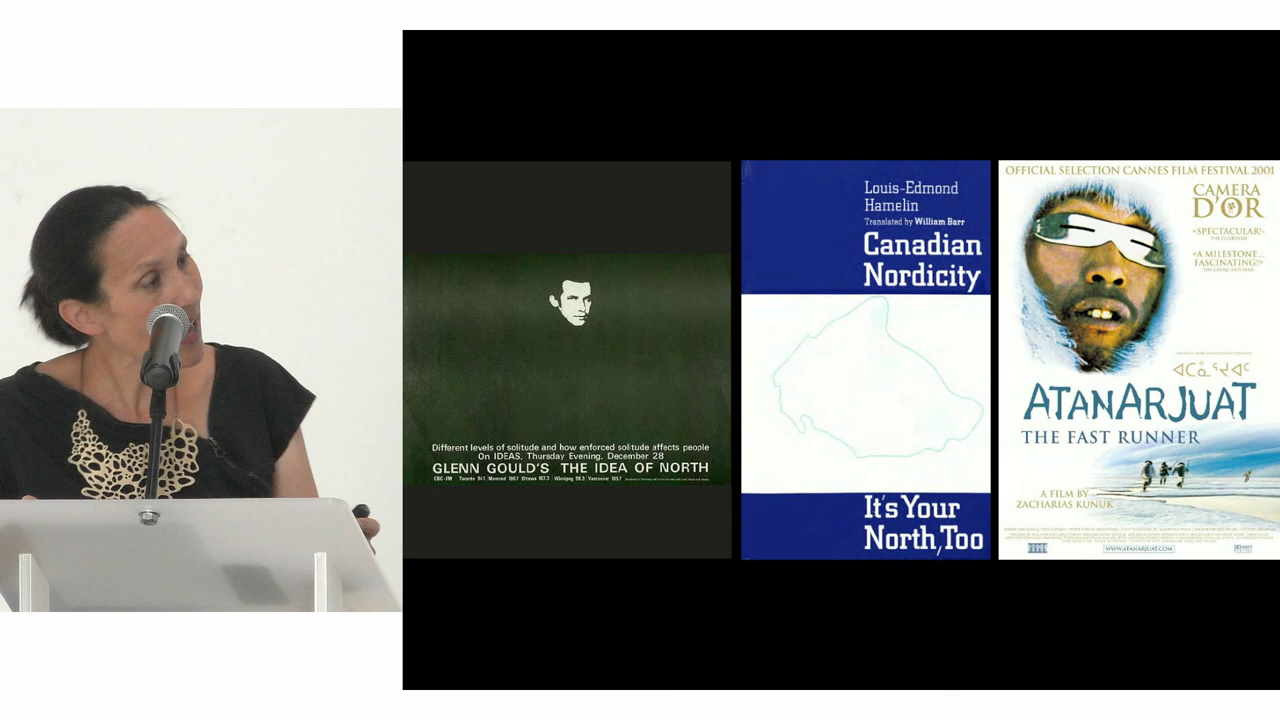 Different levels of solitude and how enforced solitude affects people
On IDEAS, Thursday Evening, December 28
GLENN GOULD'S THE IDEA OF NORTH
Louis-Edmond
Hamelin
Translated by William Barr
Canadian
Nordicity
It's Your
North, Too
OFFICIAL SELECTION CANNES FILM FESTIVAL 2001
CAMERA
D'OR
«SPECTACULAR!»
THE GUARDIAN
«A MILESTONE...
FASCINATING!»
ᐊᑕᓈᕐᔪᐊᑦ
ATANARJUAT
THE FAST RUNNER
A FILM BY
ZACHARIAS KUNUK
WWW.ATANARJUAT.COM